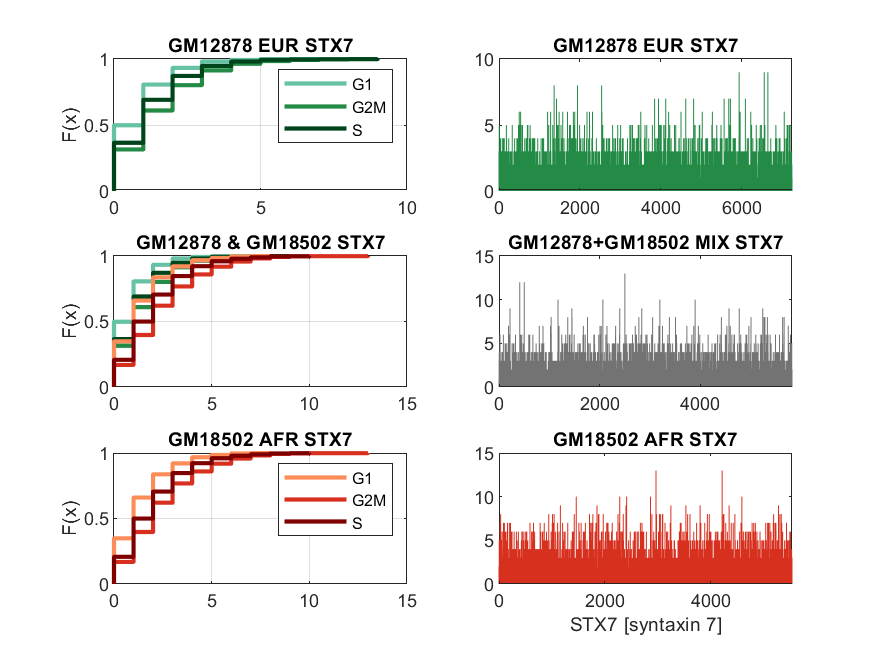 GM12878 EUR STX7
F(x)
1
0.5
0
0 5 10
G1
G2M
S
GM12878 EUR STX7
10
5
0
0 2000 4000 6000
GM12878 & GM18502 STX7
F(x)
1
0.5
0
0 5 10 15
GM12878+GM18502 MIX STX7
15
10
5
0
0 2000 4000
GM18502 AFR STX7
F(x)
1
0.5
0
0 5 10 15
G1
G2M
S
GM18502 AFR STX7
15
10
5
0
0 2000 4000
STX7 [syntaxin 7]